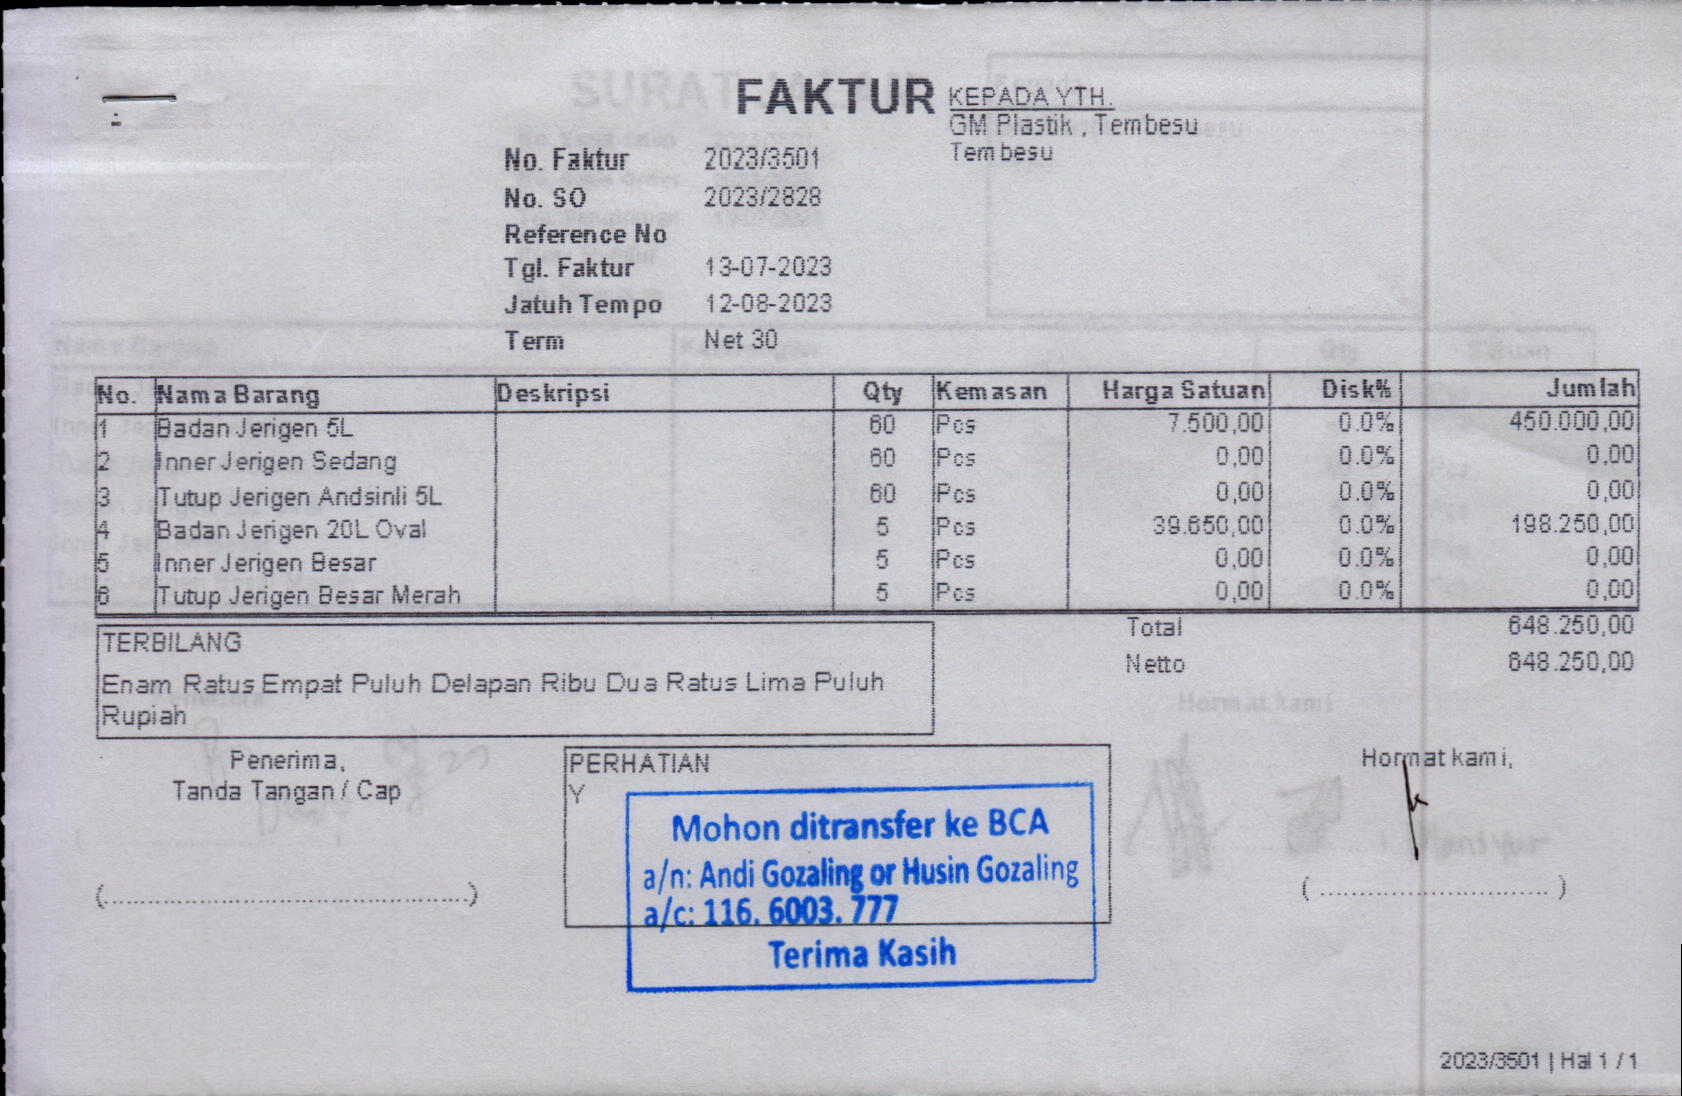 FAKTUR
KEPADA YTH.
GM Plastik , Tembesu
Tembesu
No. Faktur 2023/3501
No. SO 2023/2828
Reference No
Tgl. Faktur 13-07-2023
Jatuh Tempo 12-08-2023
Term Net 30
No. Nama Barang Deskripsi Qty Kemasan Harga Satuan Disk% Jumlah
1 Badan Jerigen 5L 60 Pcs 7.500,00 0.0% 450.000,00
2 Inner Jerigen Sedang 60 Pcs 0,00 0.0% 0,00
3 Tutup Jerigen Andsinli 5L 60 Pcs 0,00 0.0% 0,00
4 Badan Jerigen 20L Oval 5 Pcs 39.650,00 0.0% 198.250,00
5 Inner Jerigen Besar 5 Pcs 0,00 0.0% 0,00
6 Tutup Jerigen Besar Merah 5 Pcs 0,00 0.0% 0,00
Total 648.250,00
Netto 648.250,00
TERBILANG
Enam Ratus Empat Puluh Delapan Ribu Dua Ratus Lima Puluh
Rupiah
Penerima,
Tanda Tangan / Cap
PERHATIAN
Y
Mohon ditransfer ke BCA
a/n: Andi Gozaling or Husin Gozaling
a/c: 116. 6003. 777
Terima Kasih
Hormat kami,
2023/3501 | Hal 1 / 1